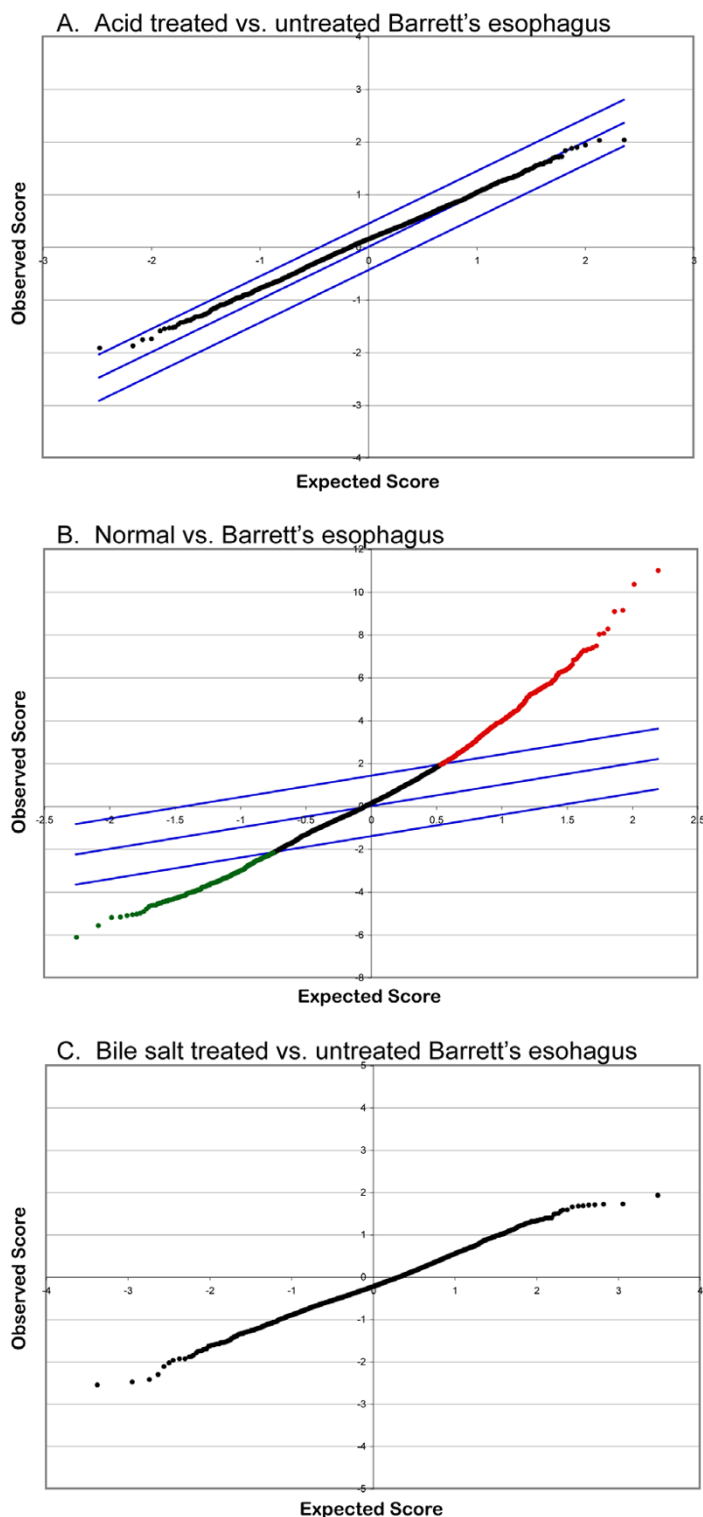 A. Acid treated vs. untreated Barrett's esophagus
4
3
2
1
-3 -2 -1 0 0 1 2 3
-1
-2
-3
-4
Observed Score
Expected Score
B. Normal vs. Barrett's esophagus
12
10
8
6
4
2
0
-2.5 -2 -1.5 -1 -0.5 0 0.5 1 1.5 2 2.5
-2
-4
-6
-8
Observed Score
Expected Score
C. Bile salt treated vs. untreated Barrett's esohagus
5
4
3
2
1
0
-4 -3 -2 -1 0 1 2 3 4
-1
-2
-3
-4
-5
Observed Score
Expected Score